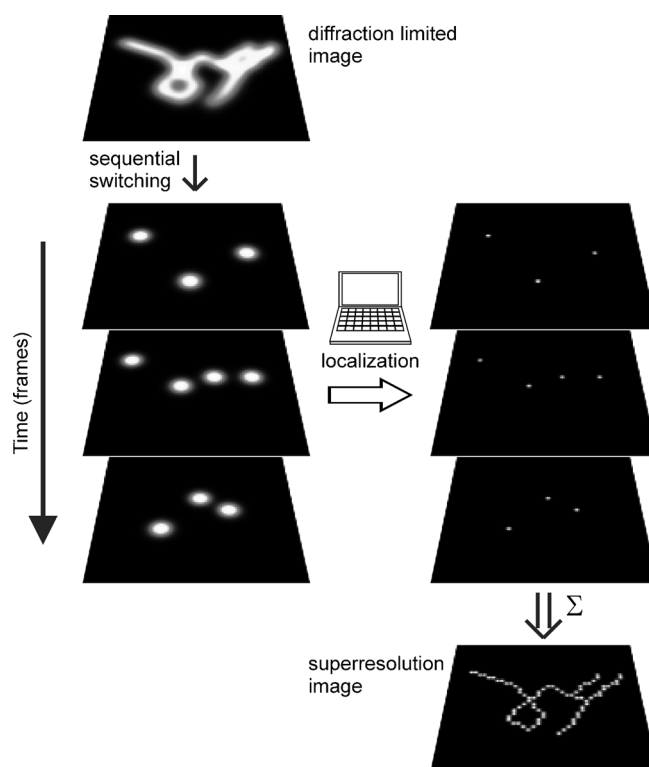 diffraction limited
image
sequential
switching
Time (frames)
localization
Σ
superresolution
image